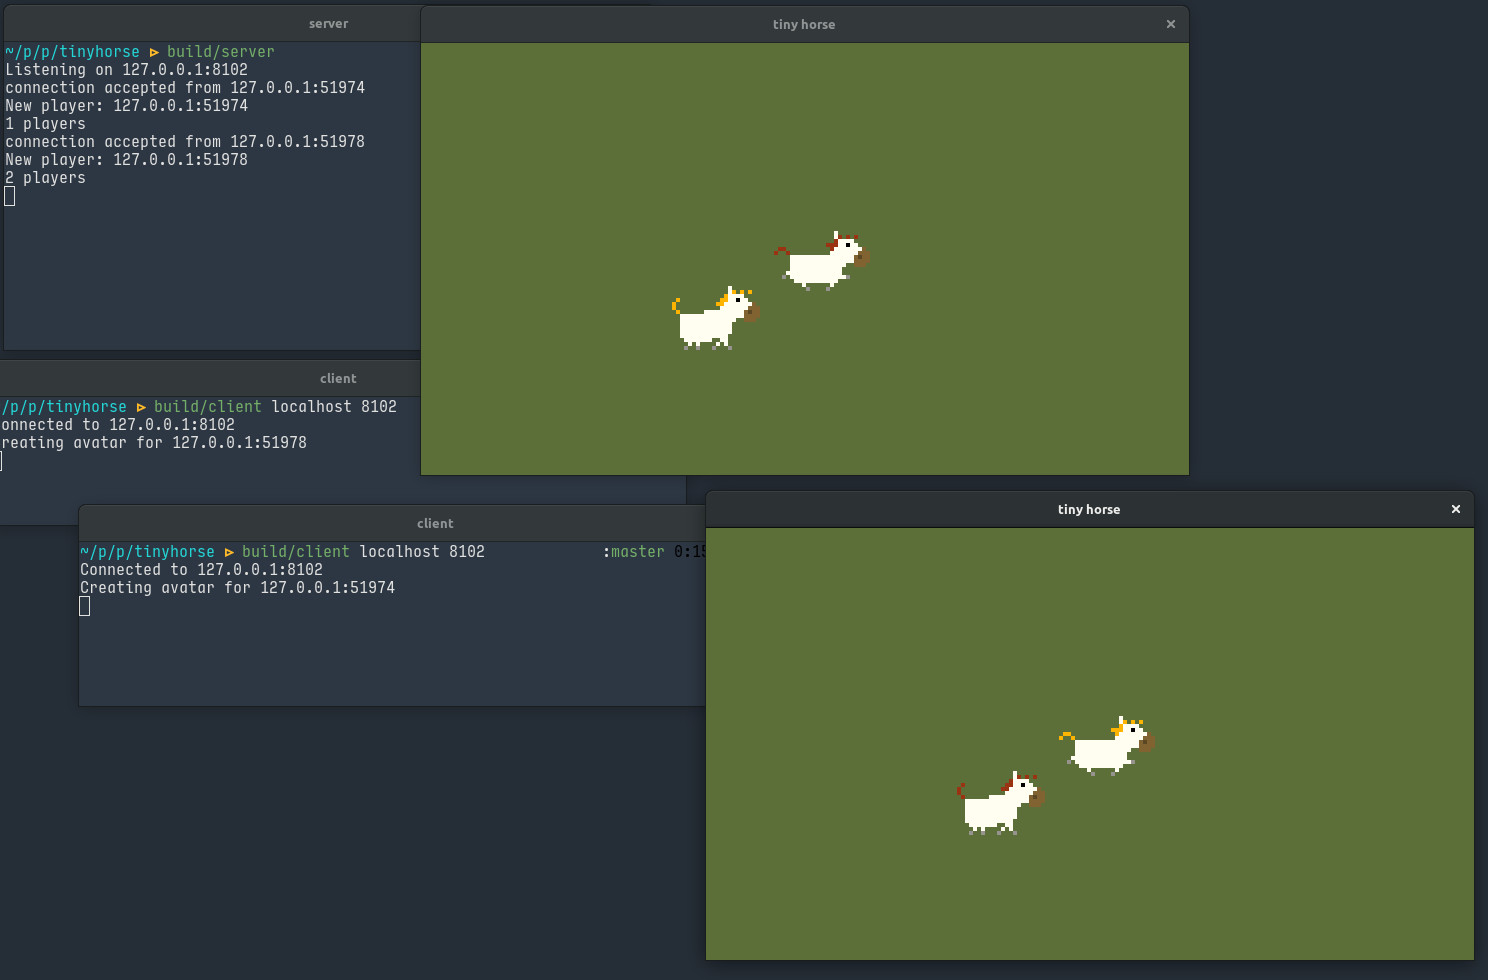 server
~/p/p/tinyhorse ⊳ build/server
Listening on 127.0.0.1:8102
connection accepted from 127.0.0.1:51974
New player: 127.0.0.1:51974
1 players
connection accepted from 127.0.0.1:51978
New player: 127.0.0.1:51978
2 players
tiny horse
client
/p/p/tinyhorse ⊳ build/client localhost 8102
onnected to 127.0.0.1:8102
reating avatar for 127.0.0.1:51978
client
~/p/p/tinyhorse ⊳ build/client localhost 8102 :master 0:15
Connected to 127.0.0.1:8102
Creating avatar for 127.0.0.1:51974
tiny horse